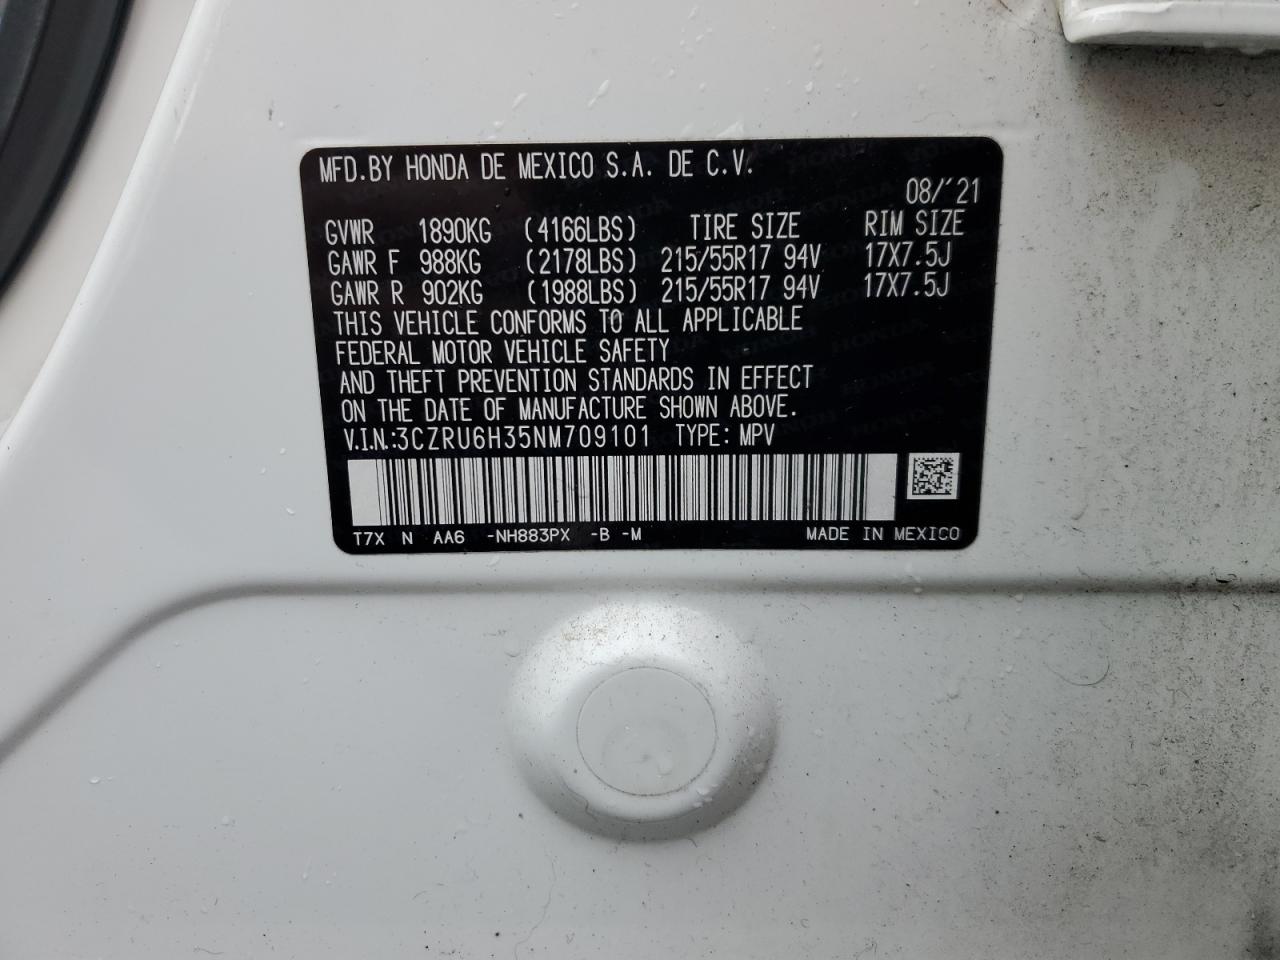 MFD.BY HONDA DE MEXICO S.A. DE C.V.
08/'21
GVWR 1890KG (4166LBS) TIRE SIZE RIM SIZE
GAWR F 988KG (2178LBS) 215/55R17 94V 17X7.5J
GAWR R 902KG (1988LBS) 215/55R17 94V 17X7.5J
THIS VEHICLE CONFORMS TO ALL APPLICABLE
FEDERAL MOTOR VEHICLE SAFETY
AND THEFT PREVENTION STANDARDS IN EFFECT
ON THE DATE OF MANUFACTURE SHOWN ABOVE.
V.I.N.:3CZRU6H35NM709101 TYPE: MPV
T7X N AA6 -NH883PX -B -M MADE IN MEXICO